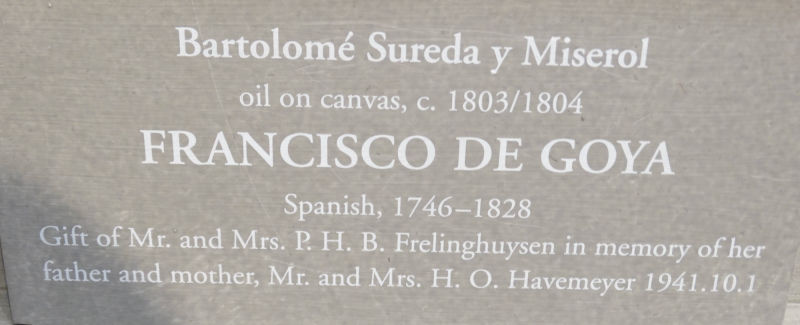 Bartolomé Sureda y Miserol
oil on canvas, c. 1803/1804
FRANCISCO DE GOYA
Spanish, 1746–1828
Gift of Mr. and Mrs. P. H. B. Frelinghuysen in memory of her
father and mother, Mr. and Mrs. H. O. Havemeyer 1941.10.1